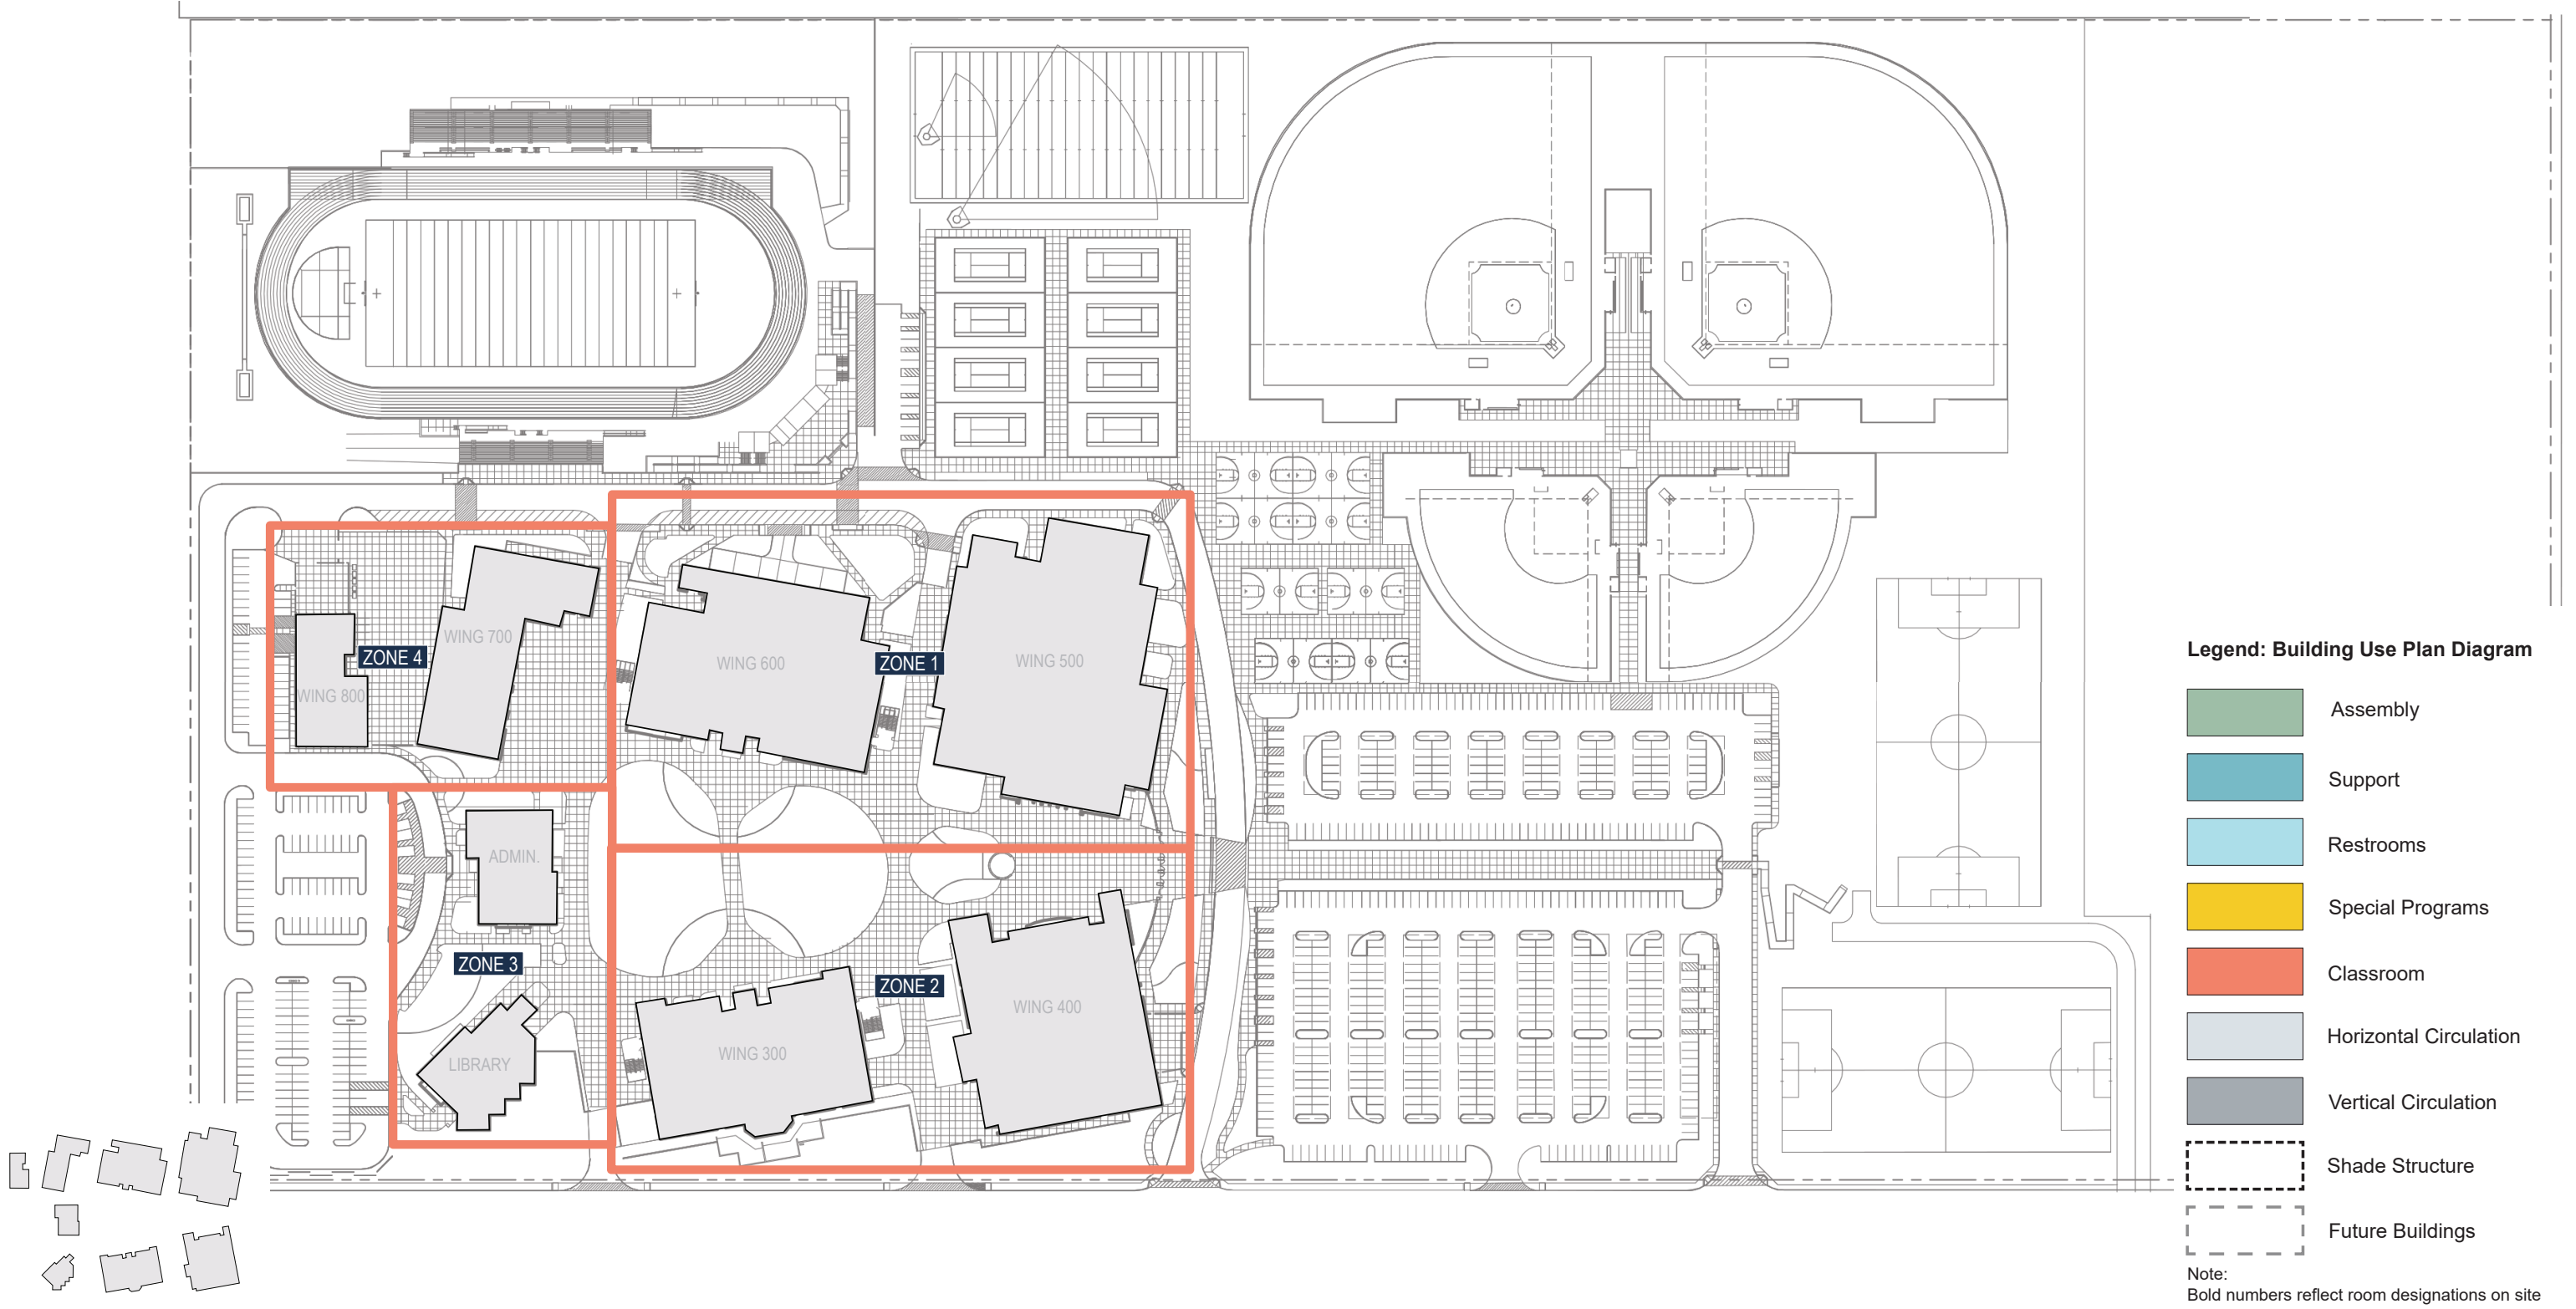 WING 700
ZONE 4
WING 800
WING 600
ZONE 1
WING 500
ADMIN.
ZONE 3
LIBRARY
ZONE 2
WING 300
WING 400
Legend: Building Use Plan Diagram
Assembly
Support
Restrooms
Special Programs
Classroom
Horizontal Circulation
Vertical Circulation
Shade Structure
Future Buildings
Note:
Bold numbers reflect room designations on site